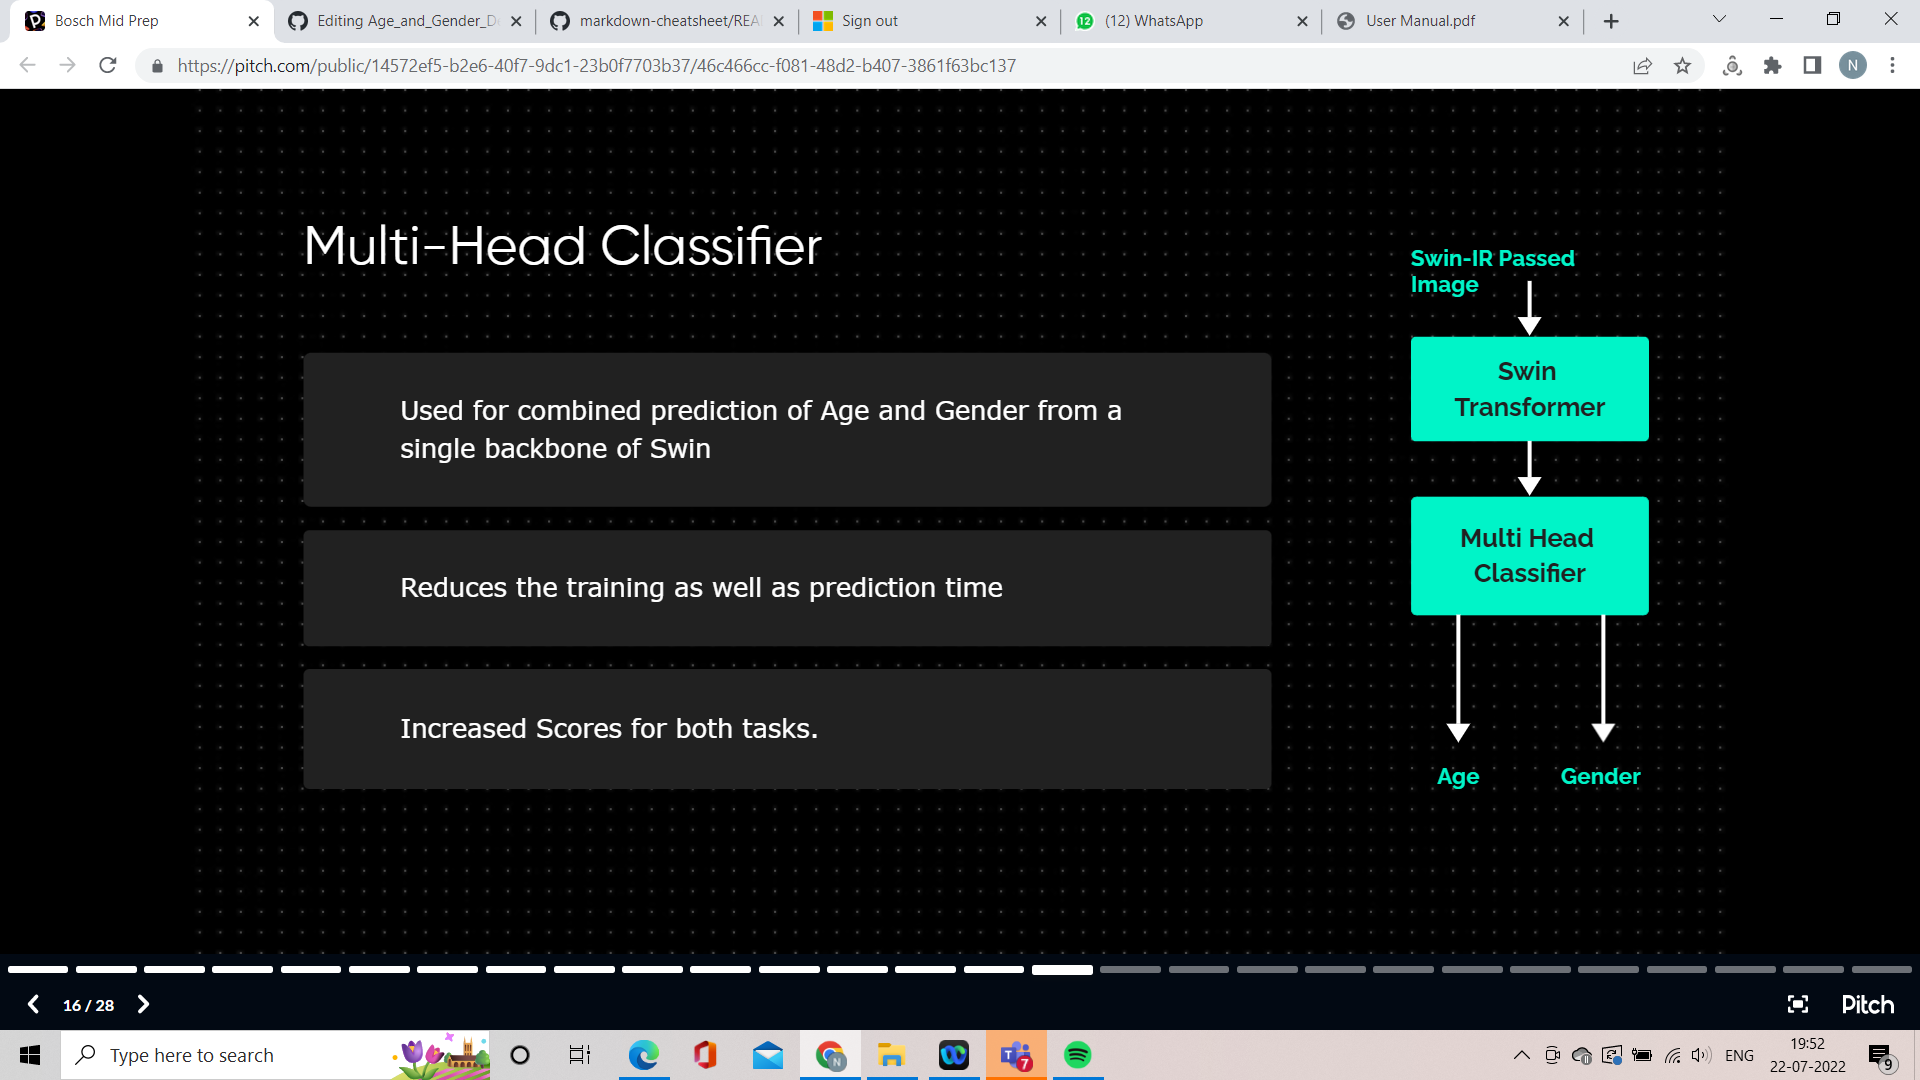 Bosch Mid Prep
Editing Age_and_Gender_D
markdown-cheatsheet/REA
Sign out
12
(12) WhatsApp
User Manual.pdf
https://pitch.com/public/14572ef5-b2e6-40f7-9dc1-23b0f7703b37/46c466cc-f081-48d2-b407-3861f63bc137
N
Multi-Head Classifier
Used for combined prediction of Age and Gender from a
single backbone of Swin
Reduces the training as well as prediction time
Increased Scores for both tasks.
Swin-IR Passed
Image
Swin
Transformer
Multi Head
Classifier
Age
Gender
16 / 28
Pitch
Type here to search
N
T
7
ENG
19:52
22-07-2022
9